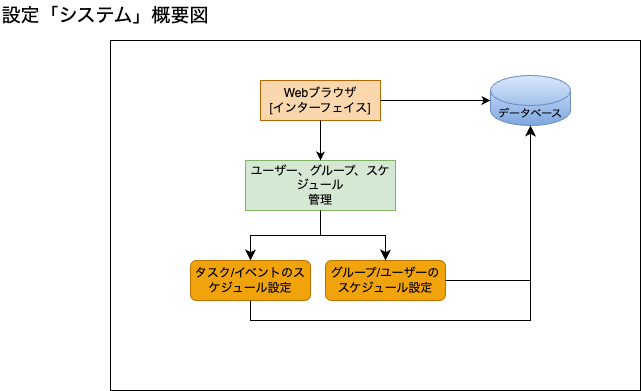 設定「システム」概要図
Webブラウザ
[インターフェイス]
データベース
ユーザー、グループ、スケ
ジュール
管理
タスク/イベントのス
ケジュール設定
グループ/ユーザーの
スケジュール設定